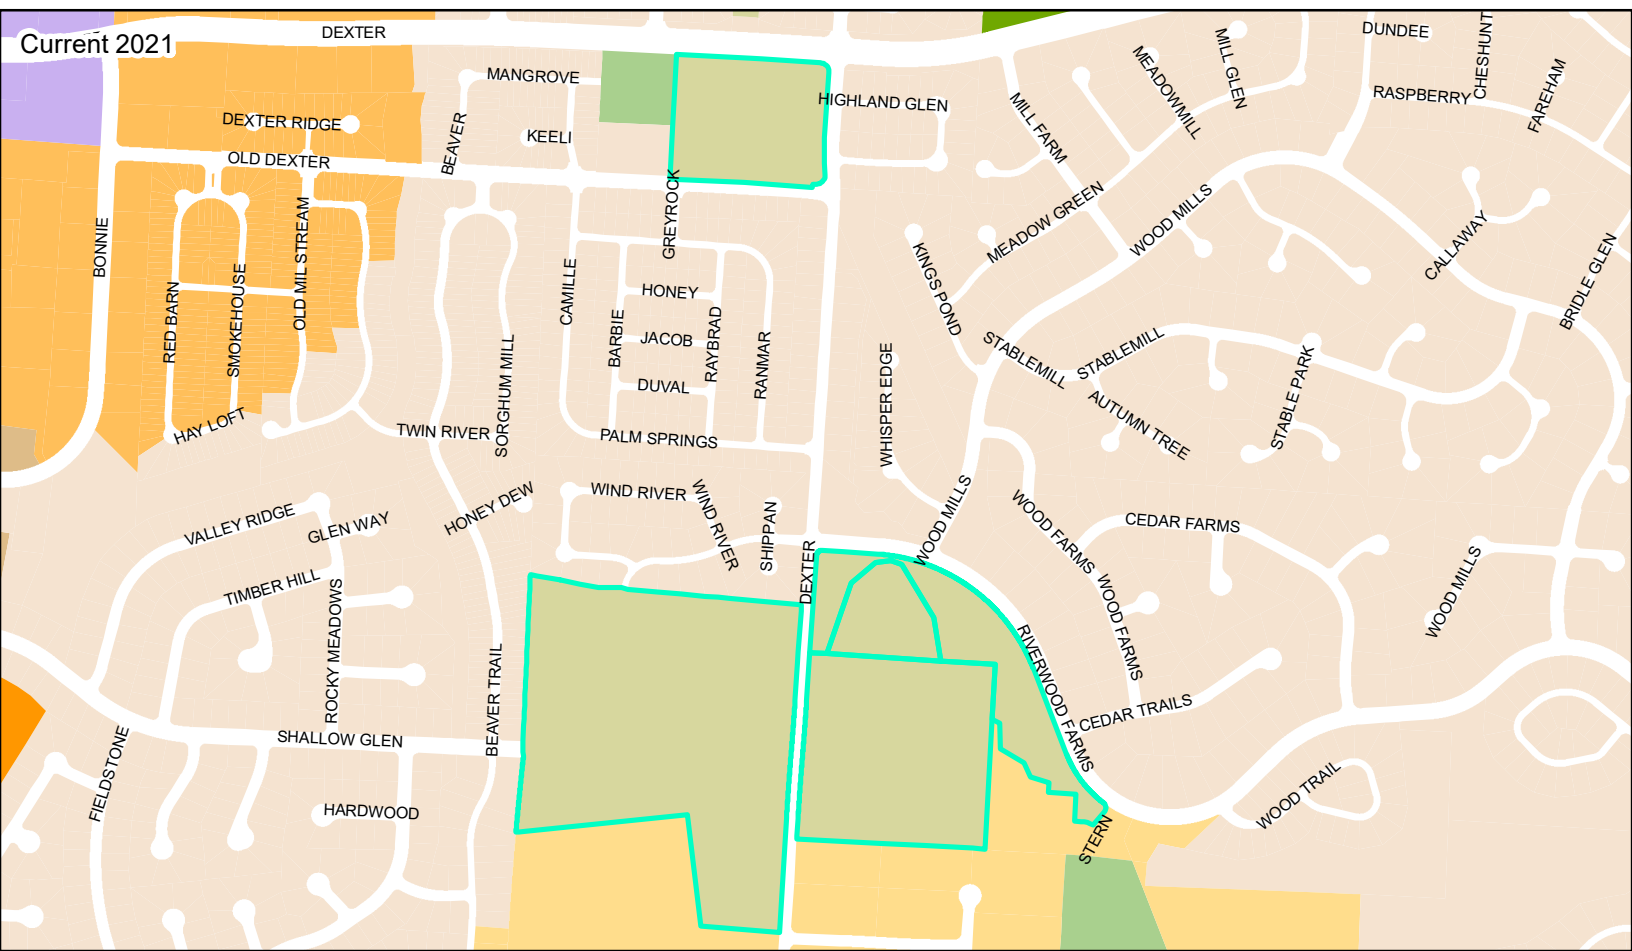 Current 2021
DEXTER
DUNDEE
CHESHUNT
MILL GLEN
MEADOWMILL
FAREHAM
MANGROVE
HIGHLAND GLEN
RASPBERRY
DEXTER RIDGE
KEELI
BEAVER
MILL FARM
OLD DEXTER
GREYROCK
MEADOW GREEN
WOOD MILLS
CALLAWAY
BRIDLE GLEN
BONNIE
OLD MIL STREAM
KINGS POND
RED BARN
SMOKEHOUSE
CAMILLE
HONEY
BARBIE
JACOB
RAYBRAD
RANMAR
DUVAL
STABLEMILL
STABLEMILL
WHISPER EDGE
SORGHUM MILL
AUTUMN TREE
STABLE PARK
HAY LOFT
TWIN RIVER
PALM SPRINGS
WIND RIVER
WIND RIVER
HONEY DEW
VALLEY RIDGE
GLEN WAY
SHIPPAN
WOOD MILLS
WOOD FARMS
CEDAR FARMS
DEXTER
TIMBER HILL
ROCKY MEADOWS
WOOD FARMS
WOOD MILLS
RIVERWOOD FARMS
BEAVER TRAIL
CEDAR TRAILS
SHALLOW GLEN
FIELDSTONE
HARDWOOD
WOOD TRAIL
STERN